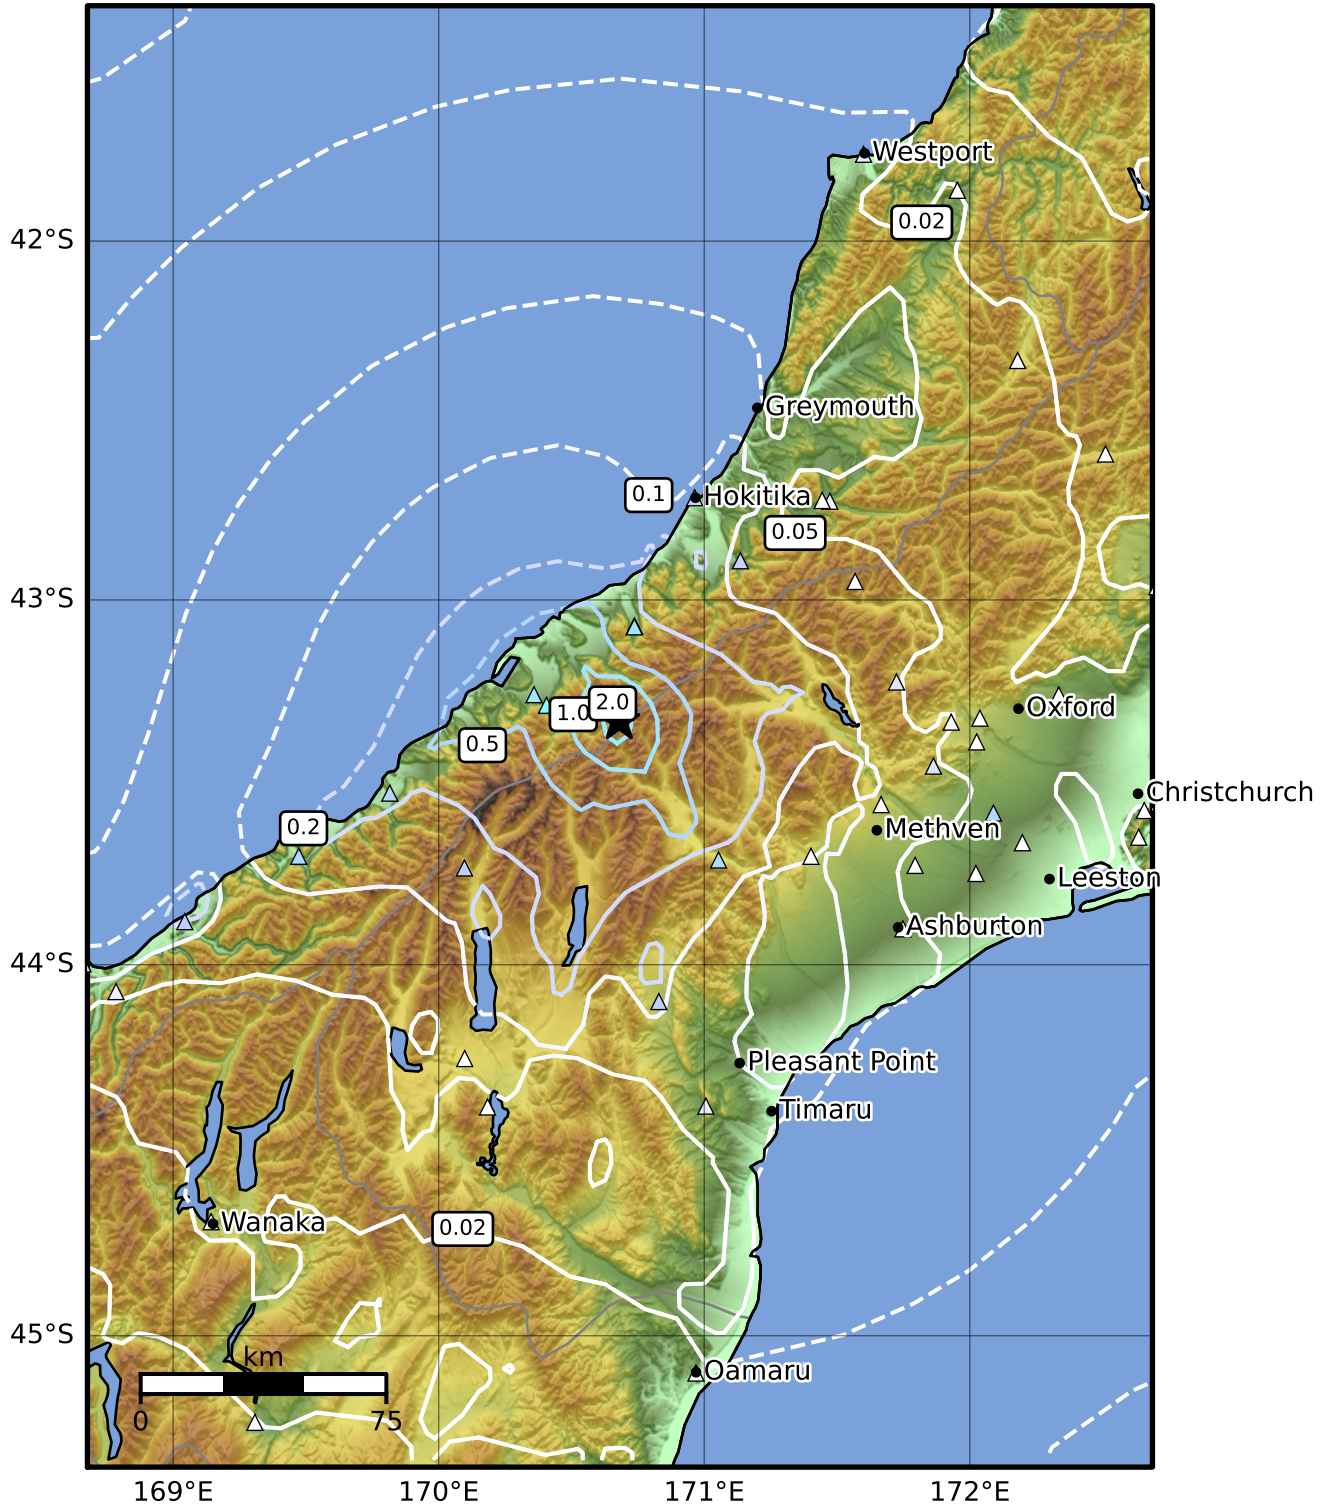 Westport
0.02
42°S
Greymouth
0.1
Hokitika
0.05
43°S
2.0
1.0
Oxford
0.5
Christchurch
0.2
Methven
Leeston
Ashburton
44°S
Pleasant Point
Timaru
Wanaka
0.02
45°S
km
Oamaru
0
75
169°E
170°E
171°E
172°E